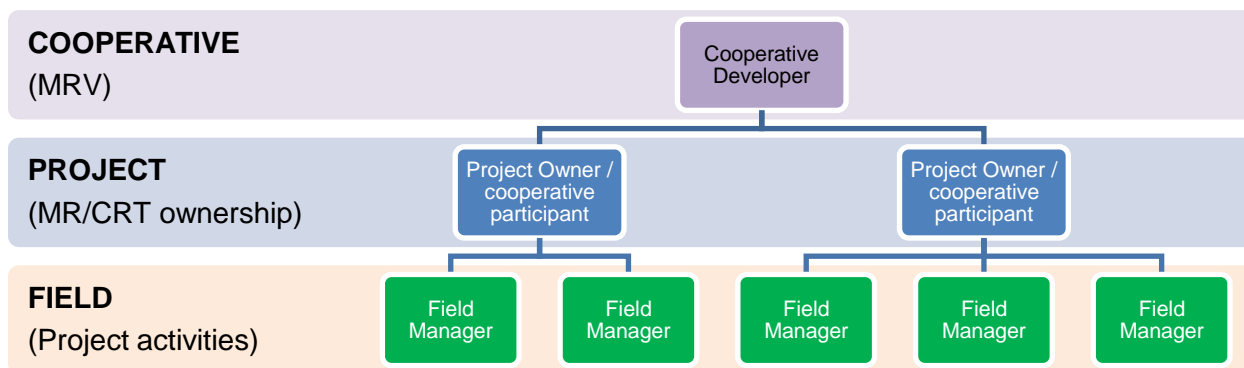 COOPERATIVE
(MRV)
Cooperative
Developer
PROJECT
(MR/CRT ownership)
Project Owner /
cooperative
participant
Project Owner /
cooperative
participant
FIELD
(Project activities)
Field
Manager
Field
Manager
Field
Manager
Field
Manager
Field
Manager